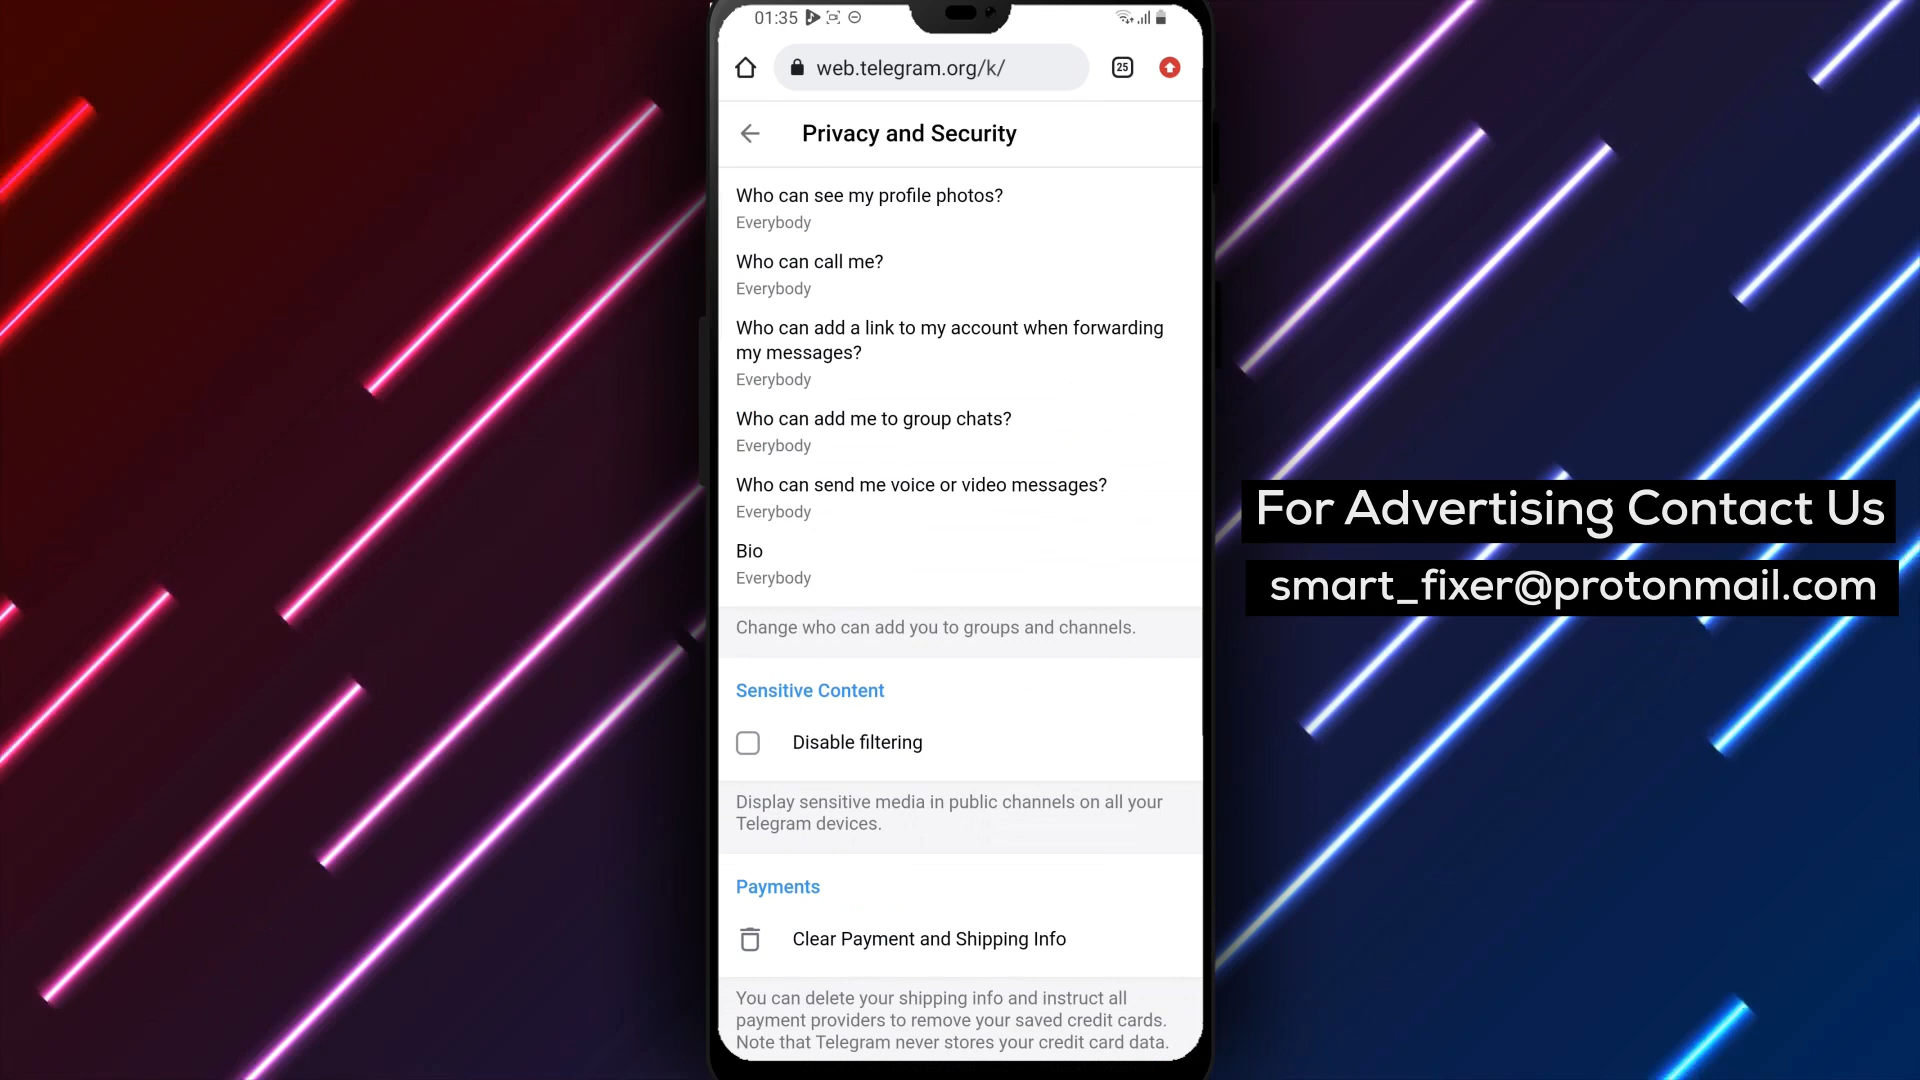 01:35
web.telegram.org/k/
25
Privacy and Security
Who can see my profile photos?
Everybody
Who can call me?
Everybody
Who can add a link to my account when forwarding
my messages?
Everybody
Who can add me to group chats?
Everybody
Who can send me voice or video messages?
Everybody
Bio
Everybody
Change who can add you to groups and channels.
Sensitive Content
Disable filtering
Display sensitive media in public channels on all your
Telegram devices.
Payments
Clear Payment and Shipping Info
You can delete your shipping info and instruct all
payment providers to remove your saved credit cards.
Note that Telegram never stores your credit card data.
For Advertising Contact Us
smart_fixer@protonmail.com